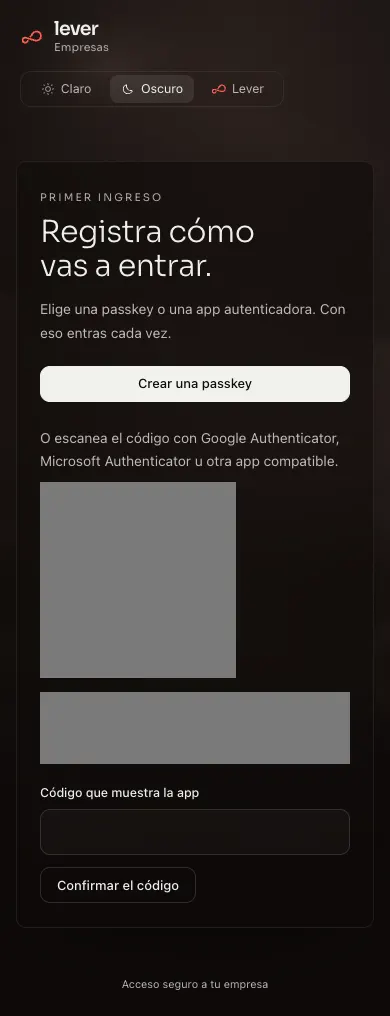 lever
Empresas
Claro
Oscuro
Lever
PRIMER INGRESO
Registra cómo
vas a entrar.
Elige una passkey o una app autenticadora. Con
eso entras cada vez.
Crear una passkey
O escanea el código con Google Authenticator,
Microsoft Authenticator u otra app compatible.
Código que muestra la app
Confirmar el código
Acceso seguro a tu empresa